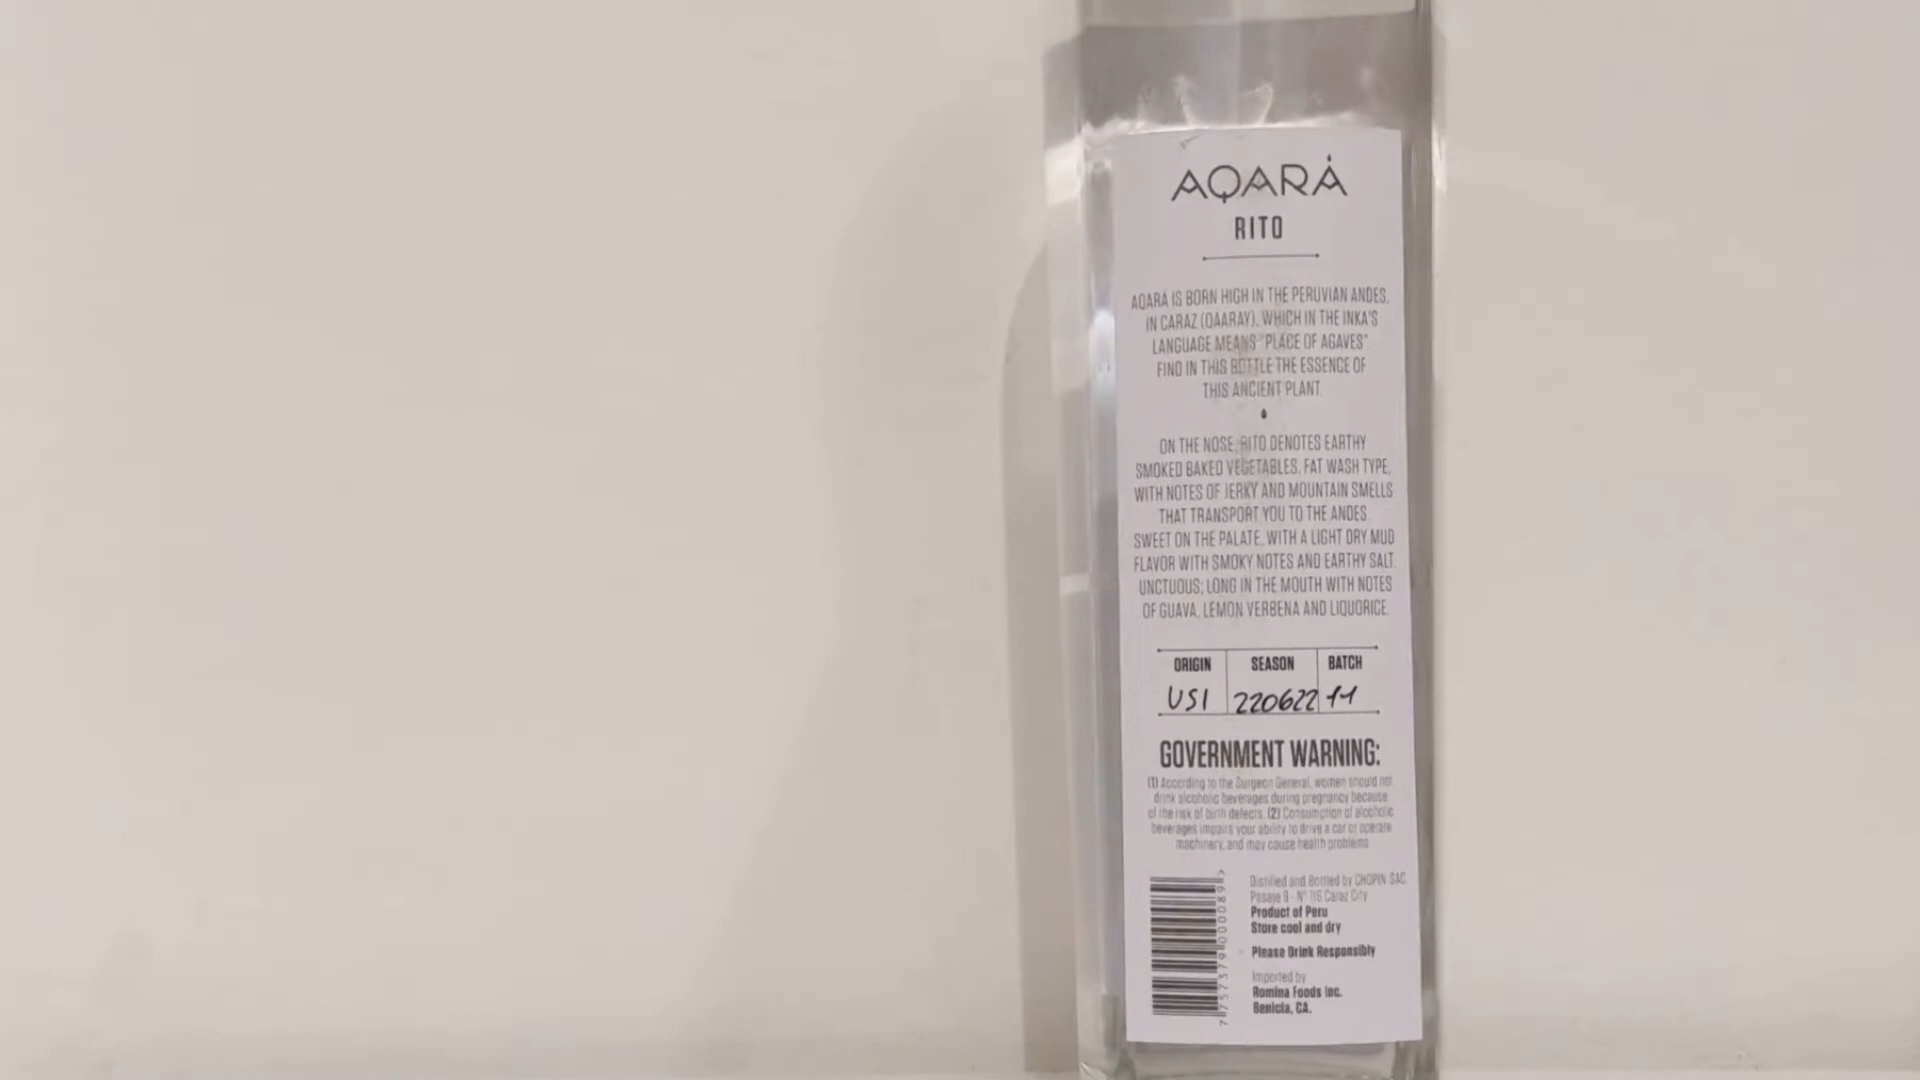 AQARÁ
RITO
AQARÁ IS BORN HIGH IN THE PERUVIAN ANDES,
IN CARAZ (QAARAY), WHICH IN THE INKA'S
LANGUAGE MEANS "PLACE OF AGAVES"
FIND IN THIS BOTTLE THE ESSENCE OF
THIS ANCIENT PLANT.
ON THE NOSE, RITO DENOTES EARTHY
SMOKED BAKED VEGETABLES, FAT WASH TYPE,
WITH NOTES OF JERKY AND MOUNTAIN SMELLS
THAT TRANSPORT YOU TO THE ANDES.
SWEET ON THE PALATE, WITH A LIGHT DRY MUD
FLAVOR WITH SMOKY NOTES AND EARTHY SALT.
UNCTUOUS; LONG IN THE MOUTH WITH NOTES
OF GUAVA, LEMON VERBENA AND LIQUORICE.
ORIGIN SEASON BATCH
USI 220622 11
GOVERNMENT WARNING:
(1) According to the Surgeon General, women should not
drink alcoholic beverages during pregnancy because
of the risk of birth defects. (2) Consumption of alcoholic
beverages impairs your ability to drive a car or operate
machinery, and may cause health problems
Distilled and Bottled by CHOPIN SAC
Pasaje 9 - N° 116 Caraz City
Product of Peru
Store cool and dry
Please Drink Responsibly
Imported by
Romina Foods Inc.
Benicia, CA.
7 757379 000089 >